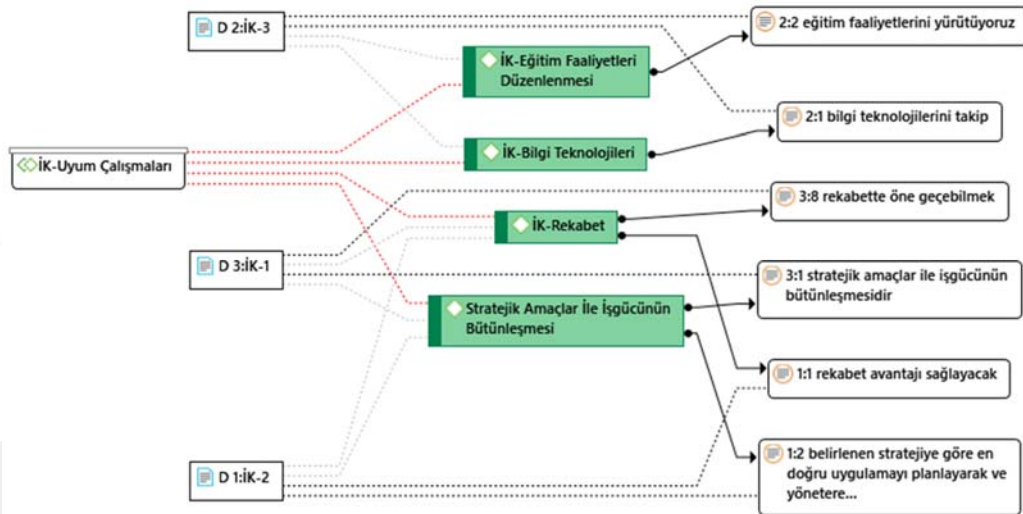 D 2:İK-3
2:2 eğitim faaliyetlerini yürütüyoruz
İK-Eğitim Faaliyetleri
Düzenlenmesi
2:1 bilgi teknolojilerini takip
İK-Bilgi Teknolojileri
İK-Uyum Çalışmaları
3:8 rekabette öne geçebilmek
İK-Rekabet
D 3:İK-1
3:1 stratejik amaçlar ile işgücünün
bütünleşmesidir
Stratejik Amaçlar İle İşgücünün
Bütünleşmesi
1:1 rekabet avantajı sağlayacak
D 1:İK-2
1:2 belirlenen stratejiye göre en
doğru uygulamayı planlayarak ve
yönetere...